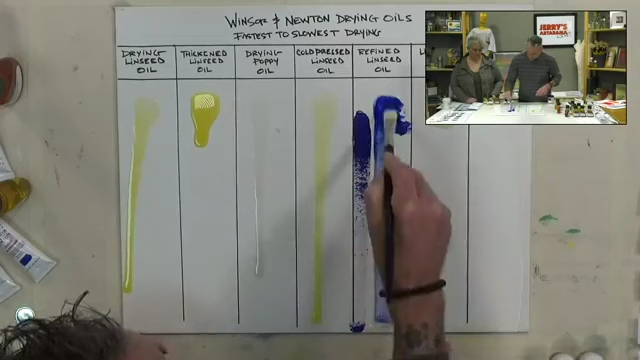 WINSOR & NEWTON DRYING OILS
FASTEST TO SLOWEST DRYING
DRYING LINSEED OIL
THICKENED LINSEED OIL
DRYING POPPY OIL
COLD PRESSED LINSEED OIL
REFINED LINSEED OIL
JERRY'S
ARTARAMA